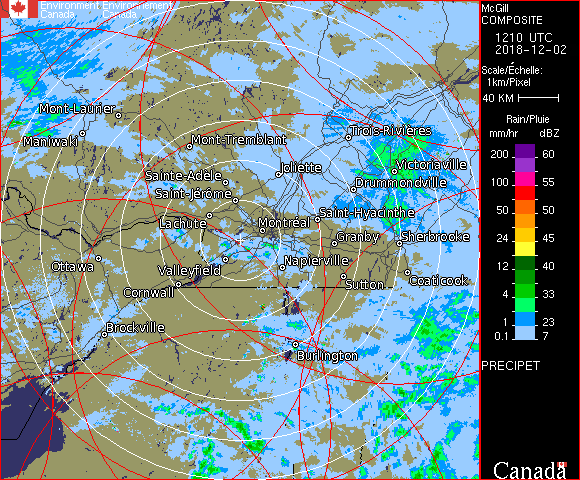 Environment Environnement
Canada Canada
McGill
COMPOSITE
1210 UTC
2018-12-02
Scale/Échelle:
1km/Pixel
40 KM
Rain/Pluie
mm/hr dBZ
200 60
100 55
50 50
24 45
12 40
4 33
1 23
0.1 7
PRECIPET
Canada
Mont-Laurier
Maniwaki
Mont-Tremblant
Trois-Rivières
Joliette
Victoriaville
Sainte-Adèle
Drummondville
Saint-Jérôme
Saint-Hyacinthe
Lachute
Montréal
Granby
Sherbrooke
Ottawa
Valleyfield
Napierville
Coaticook
Cornwall
Sutton
Brockville
Burlington